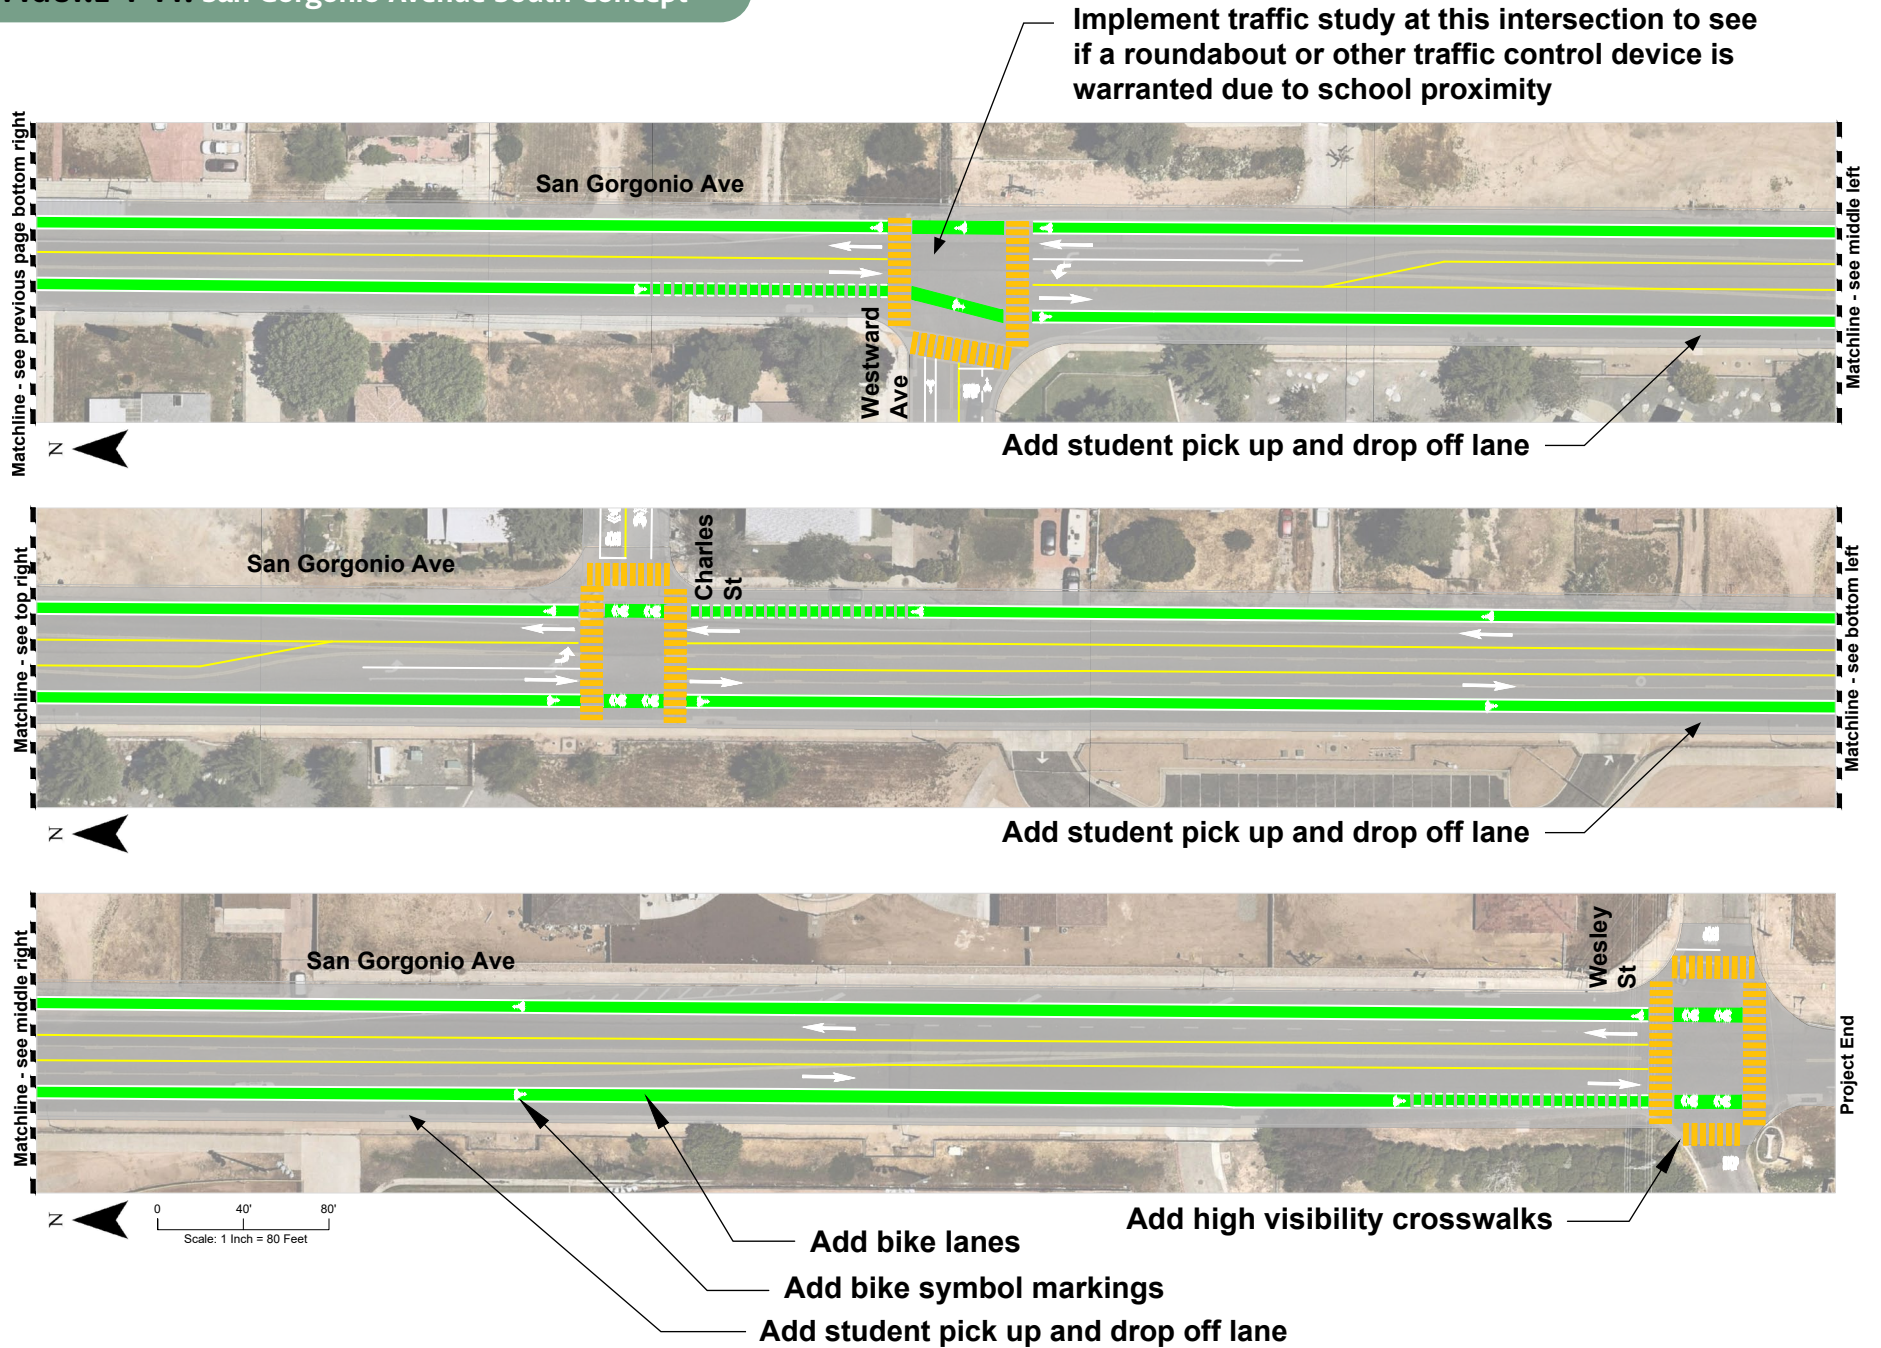 San Gorgonio Avenue South Concept
Implement traffic study at this intersection to see
if a roundabout or other traffic control device is
warranted due to school proximity
Matchline - see previous page bottom right
San Gorgonio Ave
Westward
Ave
Matchline - see middle left
N
Add student pick up and drop off lane
Matchline - see top right
San Gorgonio Ave
Charles
St
Matchline - see bottom left
N
Add student pick up and drop off lane
Matchline - see middle right
San Gorgonio Ave
Wesley
St
Project End
N
0 40' 80'
Scale: 1 Inch = 80 Feet
Add high visibility crosswalks
Add bike lanes
Add bike symbol markings
Add student pick up and drop off lane